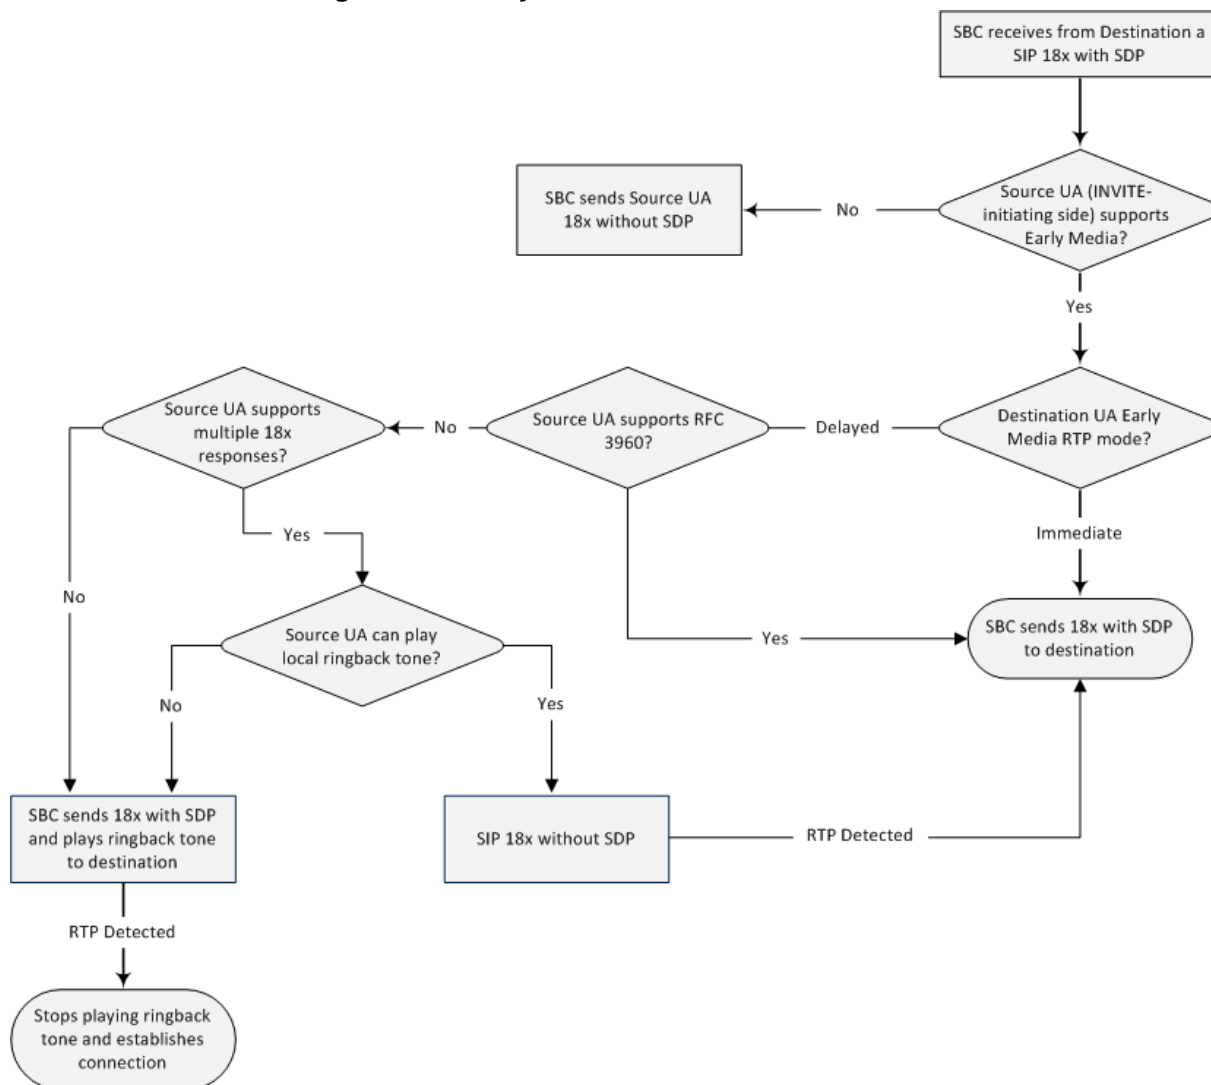 SBC receives from Destination a
SIP 18x with SDP
SBC sends Source UA
18x without SDP
No
Source UA (INVITE-
initiating side) supports
Early Media?
Yes
Source UA supports
multiple 18x
responses?
No
Source UA supports RFC
3960?
Delayed
Destination UA Early
Media RTP mode?
Yes
Immediate
No
Source UA can play
local ringback tone?
Yes
SBC sends 18x with SDP
to destination
No
Yes
SBC sends 18x with SDP
and plays ringback tone
to destination
SIP 18x without SDP
RTP Detected
RTP Detected
Stops playing ringback
tone and establishes
connection